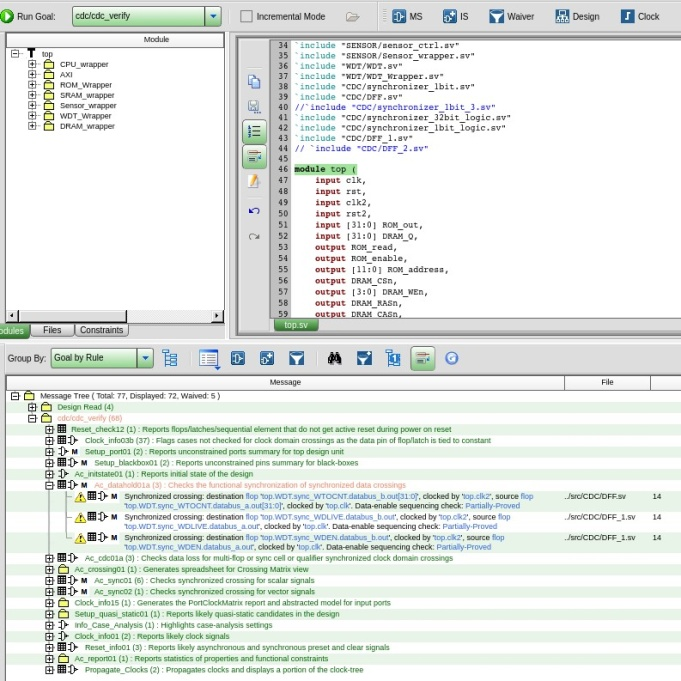 Run Goal: cdc/cdc_verify Incremental Mode MS IS Waiver Design Clock
Module
top
CPU_wrapper
AXI
ROM_Wrapper
SRAM_wrapper
Sensor_wrapper
WDT_Wrapper
DRAM_wrapper
odules Files Constraints
34 `include "SENSOR/sensor_ctrl.sv"
35 `include "SENSOR/Sensor_wrapper.sv"
36 `include "WDT/WDT.sv"
37 `include "WDT/WDT_Wrapper.sv"
38 `include "CDC/synchronizer_1bit.sv"
39 `include "CDC/DFF.sv"
40 //`include "CDC/synchronizer_1bit_3.sv"
41 `include "CDC/synchronizer_32bit_logic.sv"
42 `include "CDC/synchronizer_1bit_logic.sv"
43 `include "CDC/DFF_1.sv"
44 // `include "CDC/DFF_2.sv"
45
46 module top (
47 input clk,
48 input rst,
49 input clk2,
50 input rst2,
51 input [31:0] ROM_out,
52 input [31:0] DRAM_Q,
53 output ROM_read,
54 output ROM_enable,
55 output [11:0] ROM_address,
56 output DRAM_CSn,
57 output [3:0] DRAM_WEn,
58 output DRAM_RASn,
59 output DRAM_CASn,
top.sv
Group By: Goal by Rule
Message File
Message Tree ( Total: 77, Displayed: 72, Waived: 5 )
Design Read (4)
cdc/cdc_verify (68)
Reset_check12 (1) : Reports flops/latches/sequential element that do not get active reset during power on reset
Clock_info03b (37) : Flags cases not checked for clock domain crossings as the data pin of flop/latch is tied to constant
M Setup_port01 (2) : Reports unconstrained ports summary for top design unit
M Setup_blackbox01 (2) : Reports unconstrained pins summary for black-boxes
Ac_initstate01 (1) : Reports initial state of the design
M Ac_datahold01a (3) : Checks the functional synchronization of synchronized data crossings
M Synchronized crossing: destination flop 'top.WDT.sync_WTOCNT.databus_b.out[31:0]', clocked by 'top.clk2', source flop ../src/CDC/DFF.sv 14
'top.WDT.sync_WTOCNT.databus_a.out[31:0]', clocked by 'top.clk'. Data-enable sequencing check: Partially-Proved
M Synchronized crossing: destination flop 'top.WDT.sync_WDLIVE.databus_b.out', clocked by 'top.clk2', source flop ../src/CDC/DFF_1.sv 14
'top.WDT.sync_WDLIVE.databus_a.out', clocked by 'top.clk'. Data-enable sequencing check: Partially-Proved
M Synchronized crossing: destination flop 'top.WDT.sync_WDEN.databus_b.out', clocked by 'top.clk2', source flop ../src/CDC/DFF_1.sv 14
'top.WDT.sync_WDEN.databus_a.out', clocked by 'top.clk'. Data-enable sequencing check: Partially-Proved
Ac_cdc01a (3) : Checks data loss for multi-flop or sync cell or qualifier synchronized clock domain crossings
Ac_crossing01 (1) : Generates spreadsheet for Crossing Matrix view
M Ac_sync01 (6) : Checks synchronized crossing for scalar signals
M Ac_sync02 (1) : Checks synchronized crossing for vector signals
Clock_info15 (1) : Generates the PortClockMatrix report and abstracted model for input ports
Setup_quasi_static01 (1) : Reports likely quasi-static candidates in the design
Info_Case_Analysis (1) : Highlights case-analysis settings
Clock_info01 (2) : Reports likely clock signals
Reset_info01 (3) : Reports likely asynchronous and synchronous preset and clear signals
Ac_report01 (1) : Reports statistics of properties and functional constraints
Propagate_Clocks (2) : Propagates clocks and displays a portion of the clock-tree